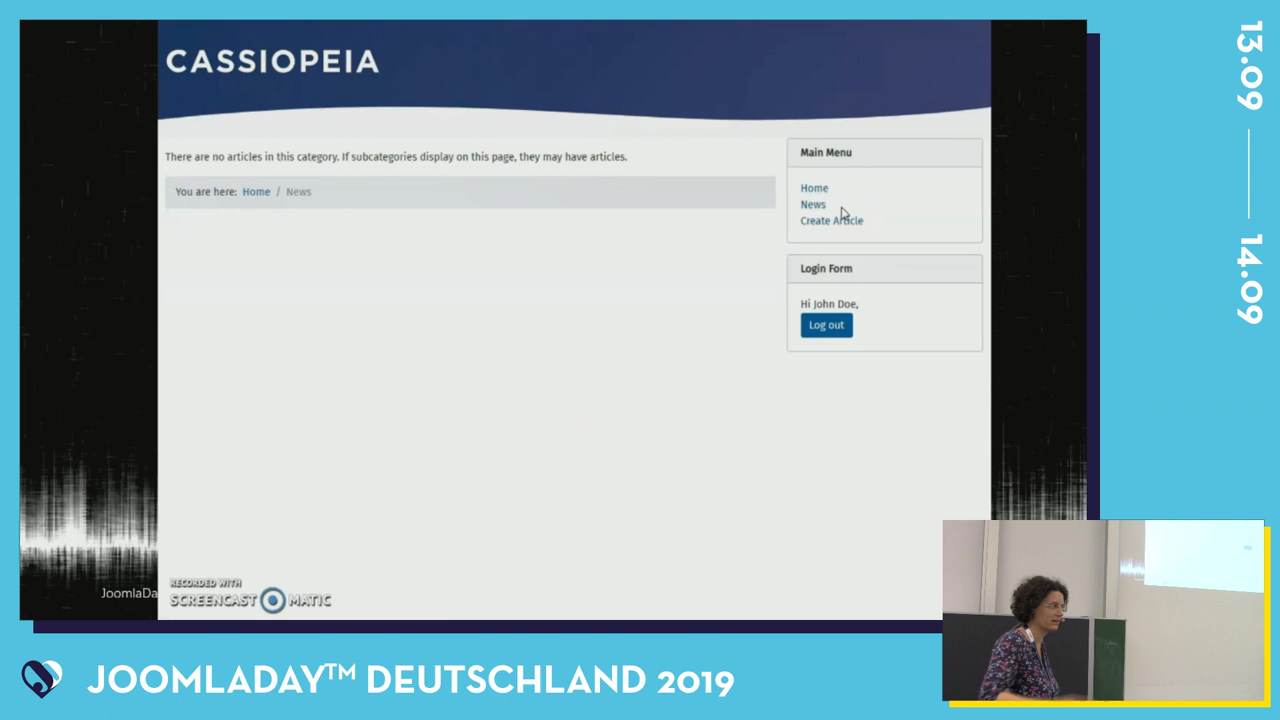 CASSIOPEIA
There are no articles in this category. If subcategories display on this page, they may have articles.
You are here: Home / News
Main Menu
Home
News
Create Article
Login Form
Hi John Doe,
Log out
JoomlaDa
RECORDED WITH
SCREENCAST MATIC
13.09
14.09
JOOMLADAY™ DEUTSCHLAND 2019